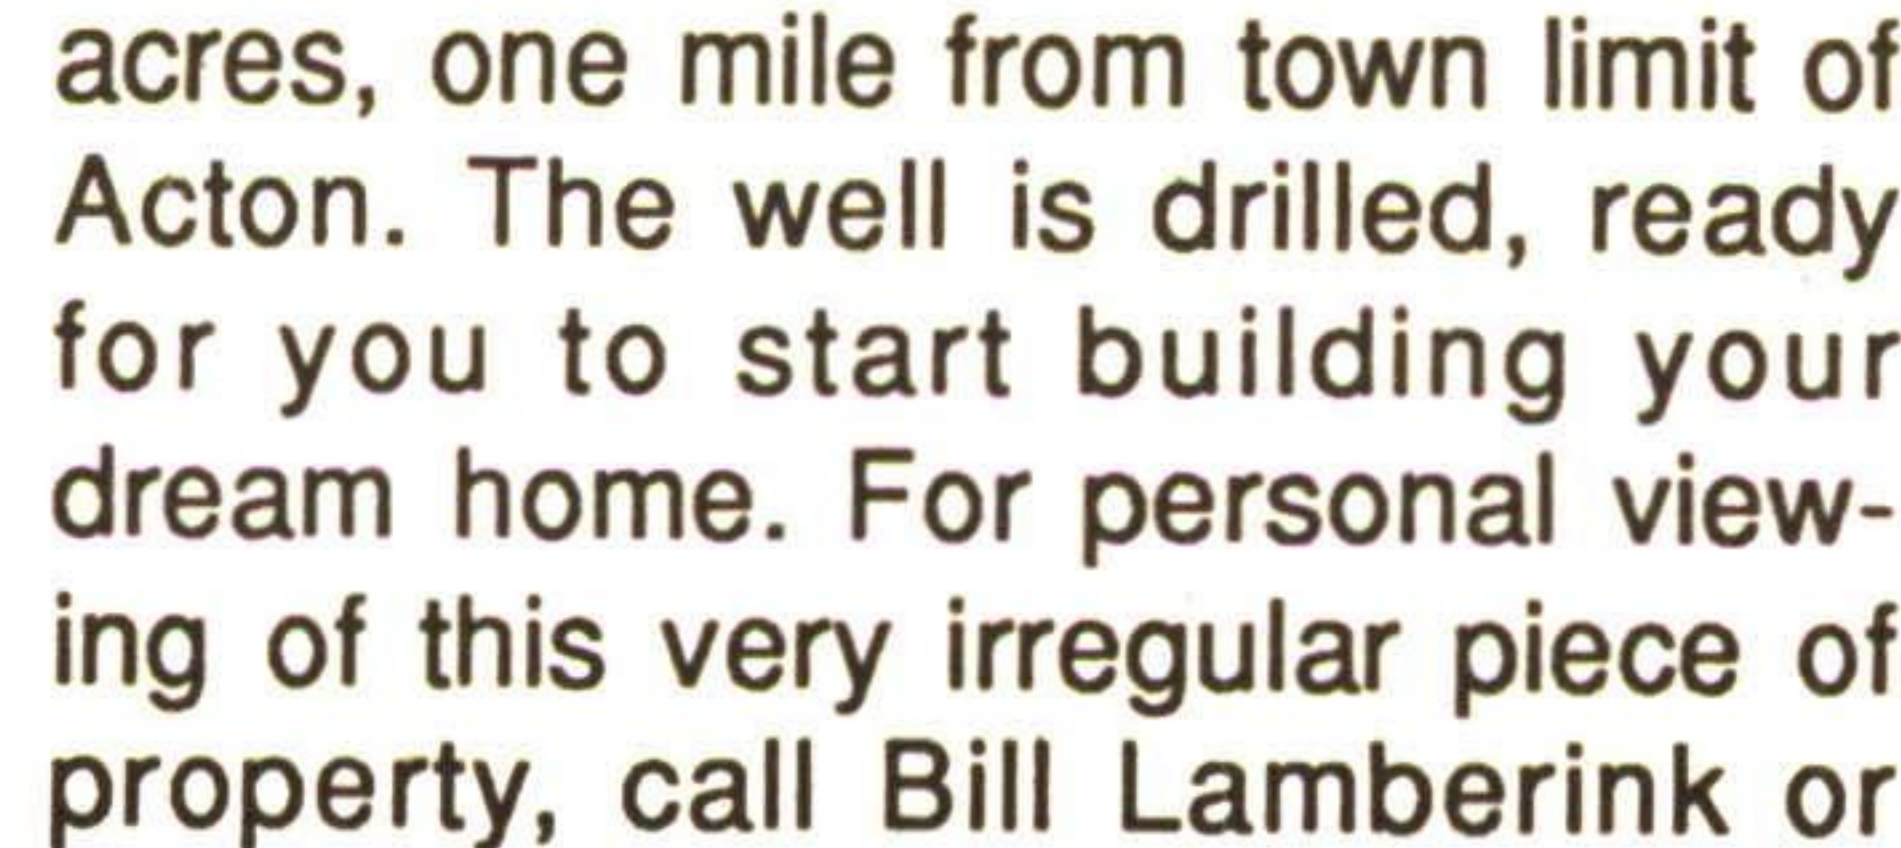 acres, one mile from town limit of
Acton. The well is drilled, ready
for you to start building your
dream home. For personal view-
ing of this very irregular piece of
property, call Bill Lamberink or